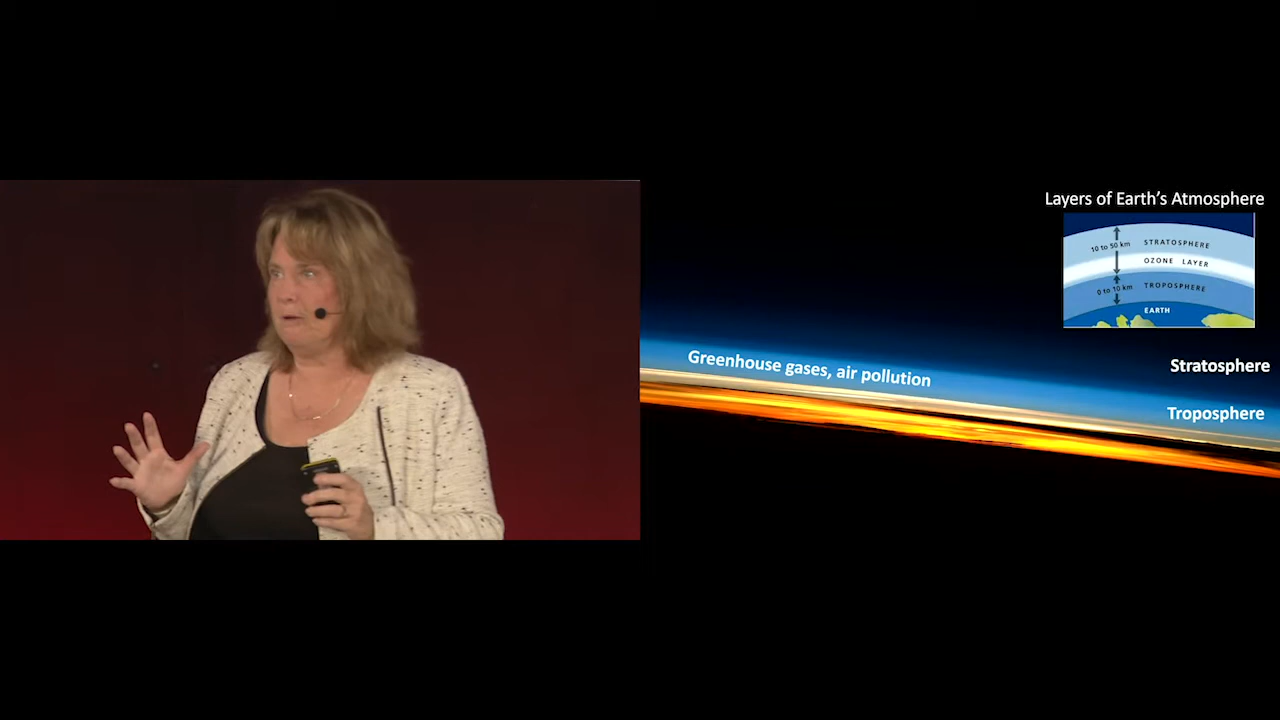 Layers of Earth's Atmosphere
10 to 50 km
STRATOSPHERE
OZONE LAYER
0 to 10 km
TROPOSPHERE
EARTH
Greenhouse gases, air pollution
Stratosphere
Troposphere